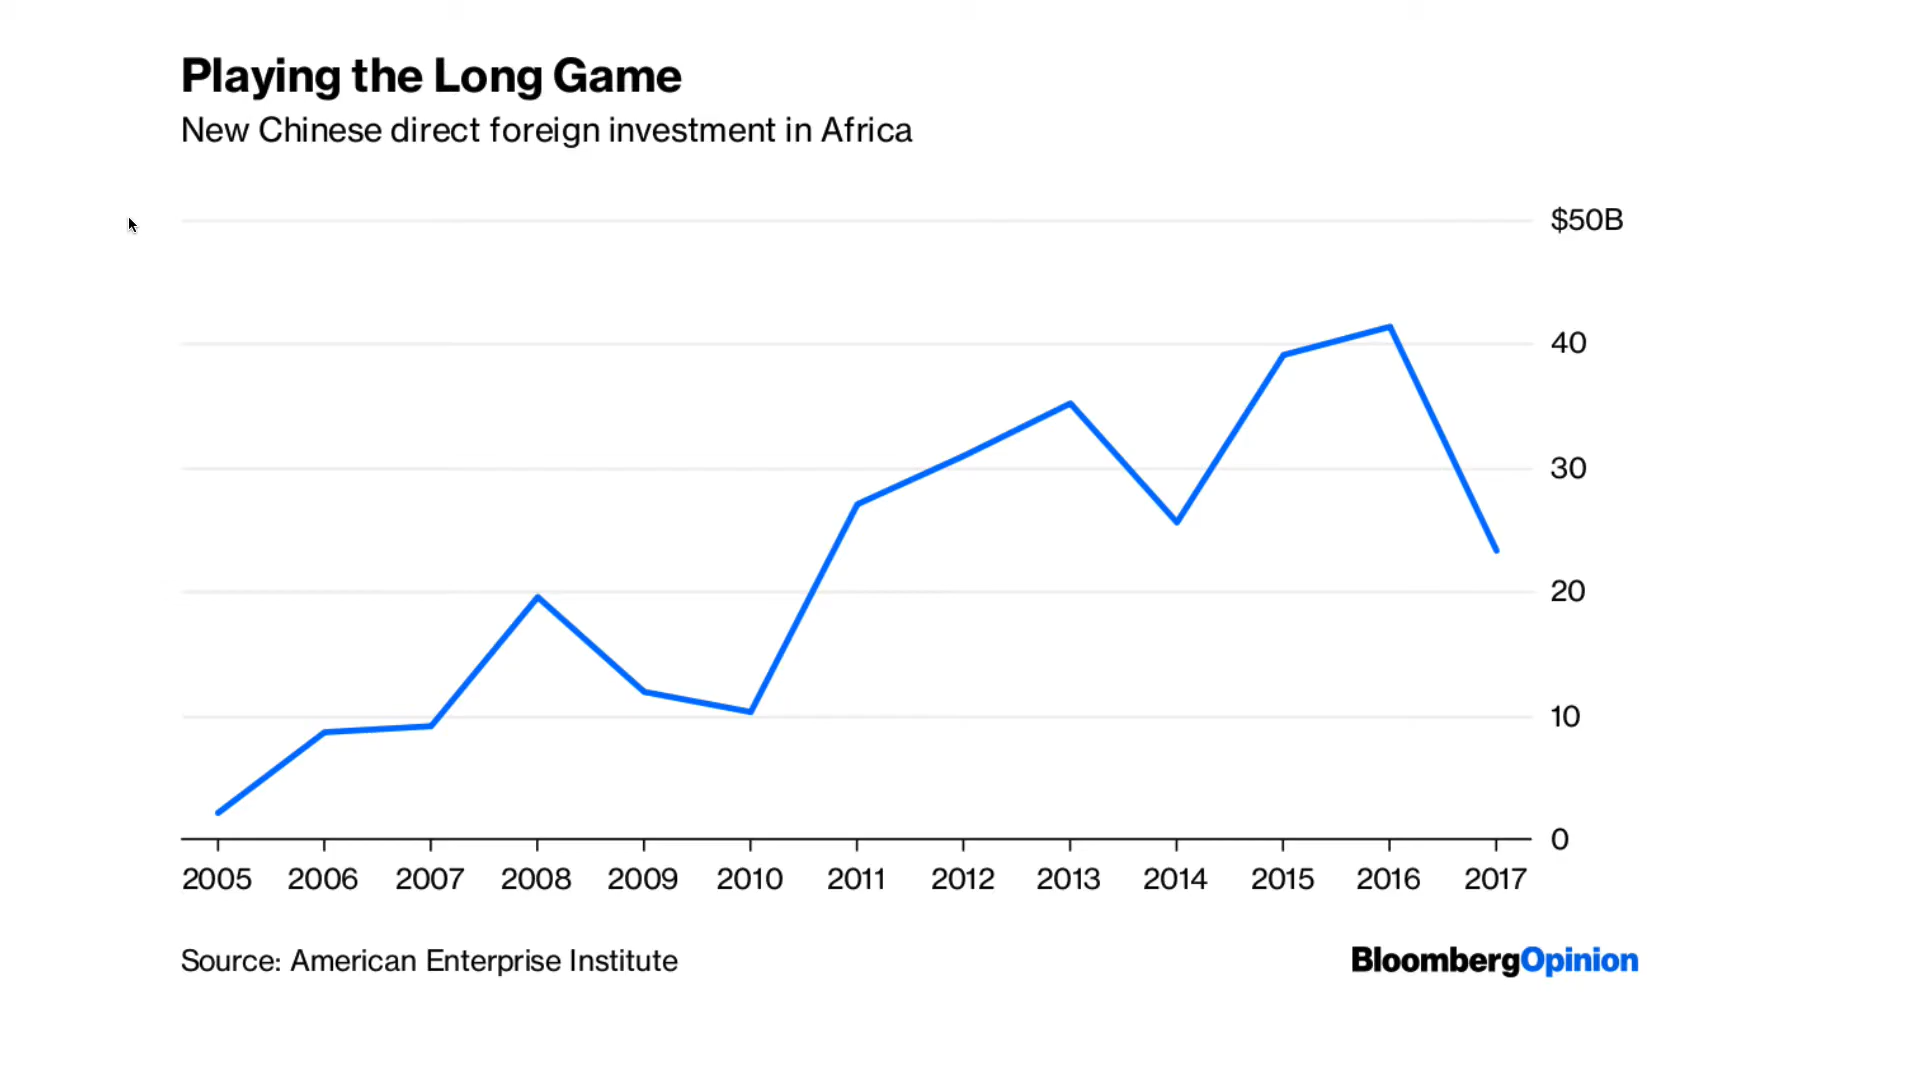 Playing the Long Game
New Chinese direct foreign investment in Africa
$50B
40
30
20
10
0
2005 2006 2007 2008 2009 2010 2011 2012 2013 2014 2015 2016 2017
Source: American Enterprise Institute
BloombergOpinion